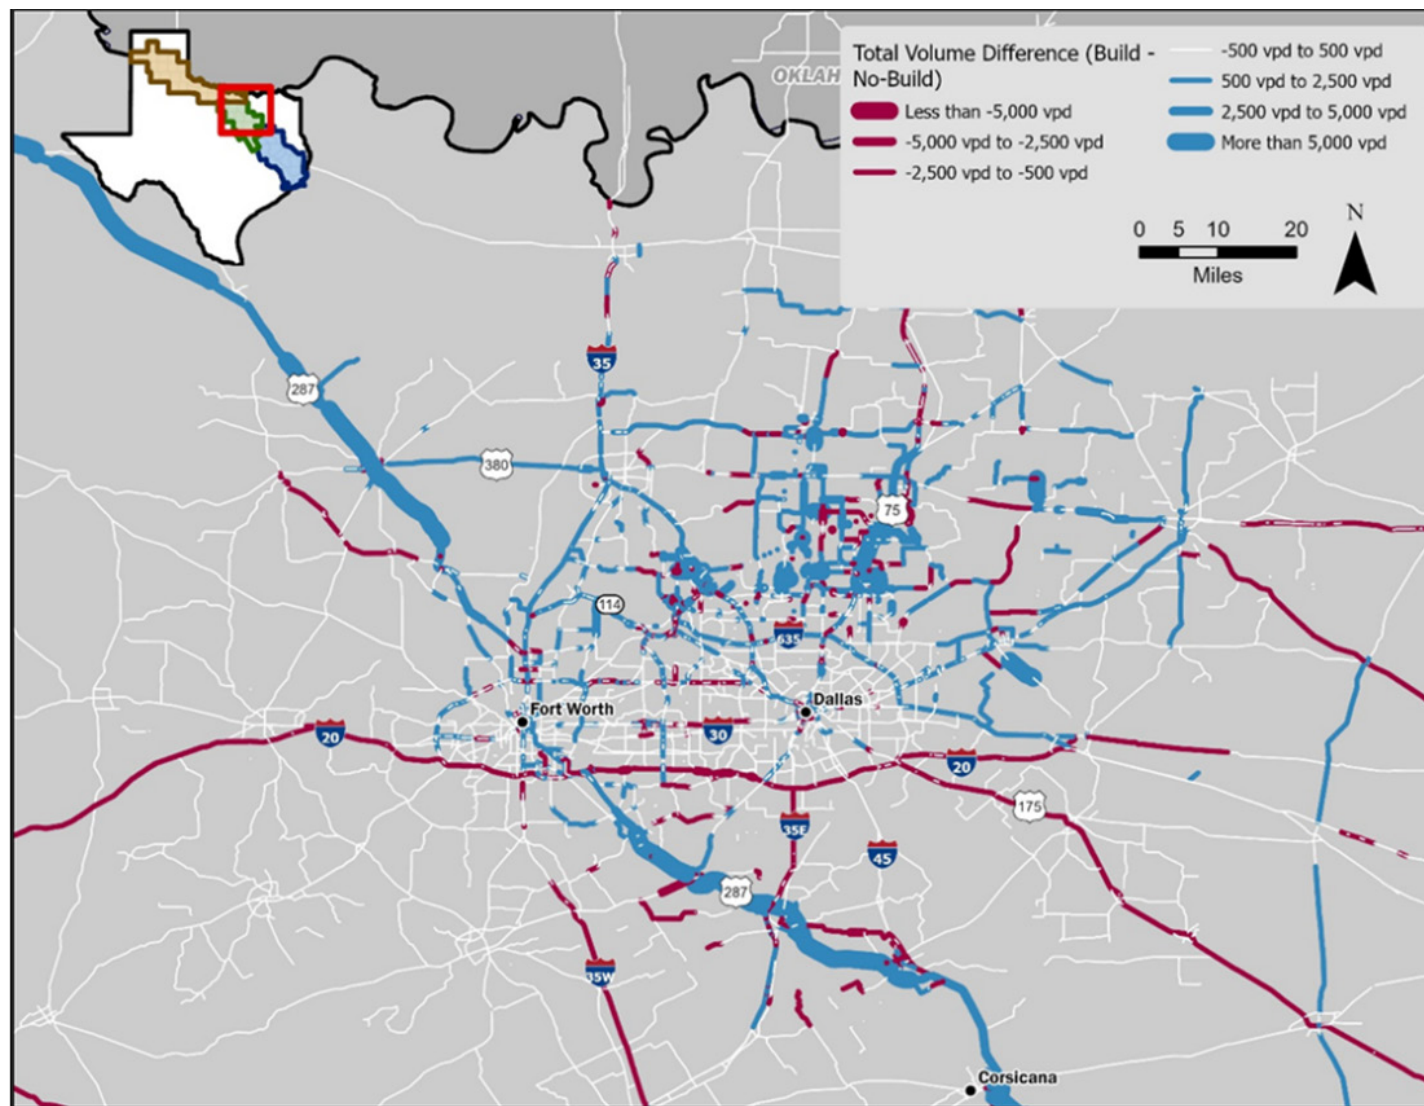 OKLAH
Total Volume Difference (Build -
No-Build)
Less than -5,000 vpd
-5,000 vpd to -2,500 vpd
-2,500 vpd to -500 vpd
-500 vpd to 500 vpd
500 vpd to 2,500 vpd
2,500 vpd to 5,000 vpd
More than 5,000 vpd
0 5 10 20
Miles
N
35
287
380
75
114
635
Fort Worth
Dallas
20
30
20
175
35E
45
287
35W
Corsicana